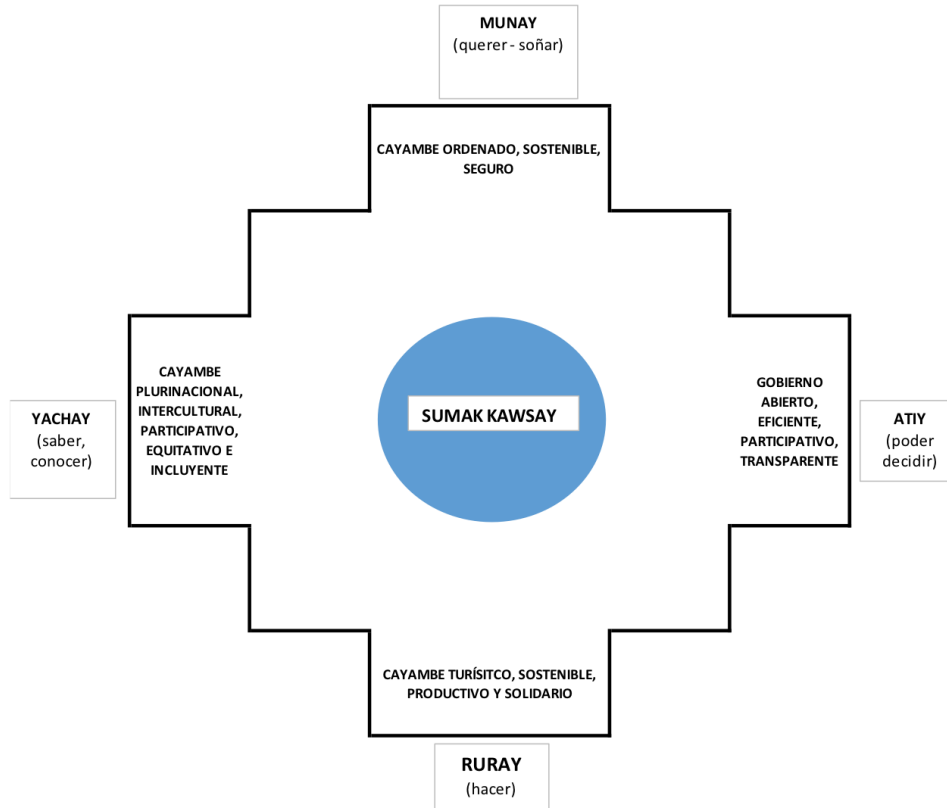 MUNAY
(querer - soñar)
CAYAMBE ORDENADO, SOSTENIBLE,
SEGURO
YACHAY
(saber,
conocer)
CAYAMBE
PLURINACIONAL,
INTERCULTURAL,
PARTICIPATIVO,
EQUITATIVO E
INCLUYENTE
SUMAK KAWSAY
GOBIERNO
ABIERTO,
EFICIENTE,
PARTICIPATIVO,
TRANSPARENTE
ATIY
(poder
decidir)
CAYAMBE TURÍSITCO, SOSTENIBLE,
PRODUCTIVO Y SOLIDARIO
RURAY
(hacer)